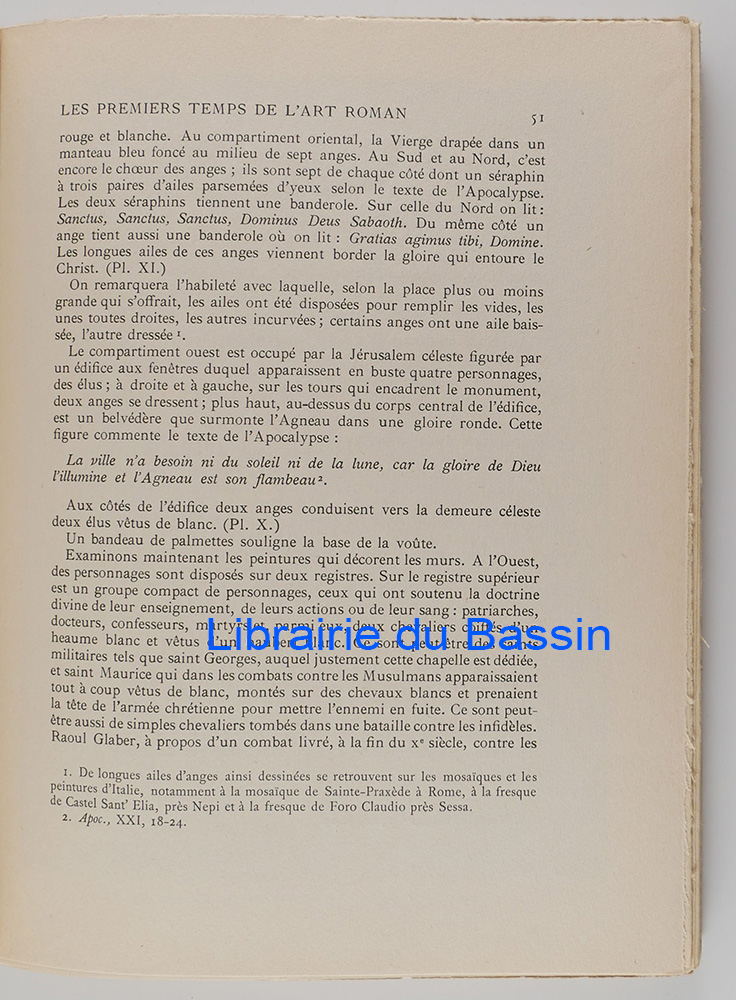 LES PREMIERS TEMPS DE L'ART ROMAN 51
rouge et blanche. Au compartiment oriental, la Vierge drapée dans un
manteau bleu foncé au milieu de sept anges. Au Sud et au Nord, c'est
encore le chœur des anges ; ils sont sept de chaque côté dont un séraphin
à trois paires d'ailes parsemées d'yeux selon le texte de l'Apocalypse.
Les deux séraphins tiennent une banderole. Sur celle du Nord on lit :
Sanctus, Sanctus, Sanctus, Dominus Deus Sabaoth. Du même côté un
ange tient aussi une banderole où on lit : Gratias agimus tibi, Domine.
Les longues ailes de ces anges viennent border la gloire qui entoure le
Christ. (Pl. XI.)
On remarquera l'habileté avec laquelle, selon la place plus ou moins
grande qui s'offrait, les ailes ont été disposées pour remplir les vides, les
unes toutes droites, les autres incurvées ; certains anges ont une aile bais-
sée, l'autre dressée 1.
Le compartiment ouest est occupé par la Jérusalem céleste figurée par
un édifice aux fenêtres duquel apparaissent en buste quatre personnages,
des élus ; à droite et à gauche, sur les tours qui encadrent le monument,
deux anges se dressent ; plus haut, au-dessus du corps central de l'édifice,
est un belvédère que surmonte l'Agneau dans une gloire ronde. Cette
figure commente le texte de l'Apocalypse :
La ville n'a besoin ni du soleil ni de la lune, car la gloire de Dieu
l'illumine et l'Agneau est son flambeau 2.
Aux côtés de l'édifice deux anges conduisent vers la demeure céleste
deux élus vêtus de blanc. (Pl. X.)
Un bandeau de palmettes souligne la base de la voûte.
Examinons maintenant les peintures qui décorent les murs. A l'Ouest,
des personnages sont disposés sur deux registres. Sur le registre supérieur
est un groupe compact de personnages, ceux qui ont soutenu la doctrine
divine de leur enseignement, de leurs actions ou de leur sang : patriarches,
docteurs, confesseurs, martyrs et, parmi eux, deux chevaliers coiffés d'un
Librairie du Bassin
heaume blanc et vêtus d'un blanc. Ce sont peut-être des saints
militaires tels que saint Georges, auquel justement cette chapelle est dédiée,
et saint Maurice qui dans les combats contre les Musulmans apparaissaient
tout à coup vêtus de blanc, montés sur des chevaux blancs et prenaient
la tête de l'armée chrétienne pour mettre l'ennemi en fuite. Ce sont peut-
être aussi de simples chevaliers tombés dans une bataille contre les infidèles.
Raoul Glaber, à propos d'un combat livré, à la fin du Xe siècle, contre les
1. De longues ailes d'anges ainsi dessinées se retrouvent sur les mosaïques et les
peintures d'Italie, notamment à la mosaïque de Sainte-Praxède à Rome, à la fresque
de Castel Sant' Elia, près Nepi et à la fresque de Foro Claudio près Sessa.
2. Apoc., XXI, 18-24.